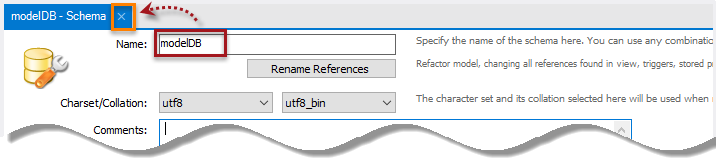 modelDB - Schema ×
Name: modelDB Specify the name of the schema here. You can use any combinatio
Rename References Refactor model, changing all references found in view, triggers, stored p
Charset/Collation: utf8 utf8_bin The character set and its collation selected here will be used when
Comments: